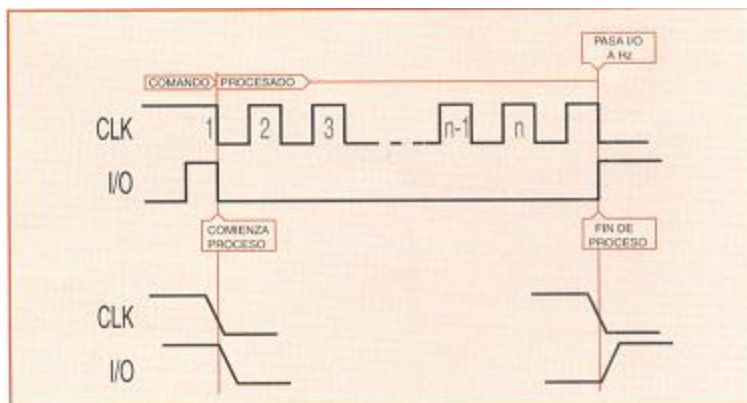 PASA I/O
A Hz
COMANDO PROCESADO
CLK 1 2 3 n-1 n
I/O
COMIENZA
PROCESO
FIN DE
PROCESO
CLK
I/O